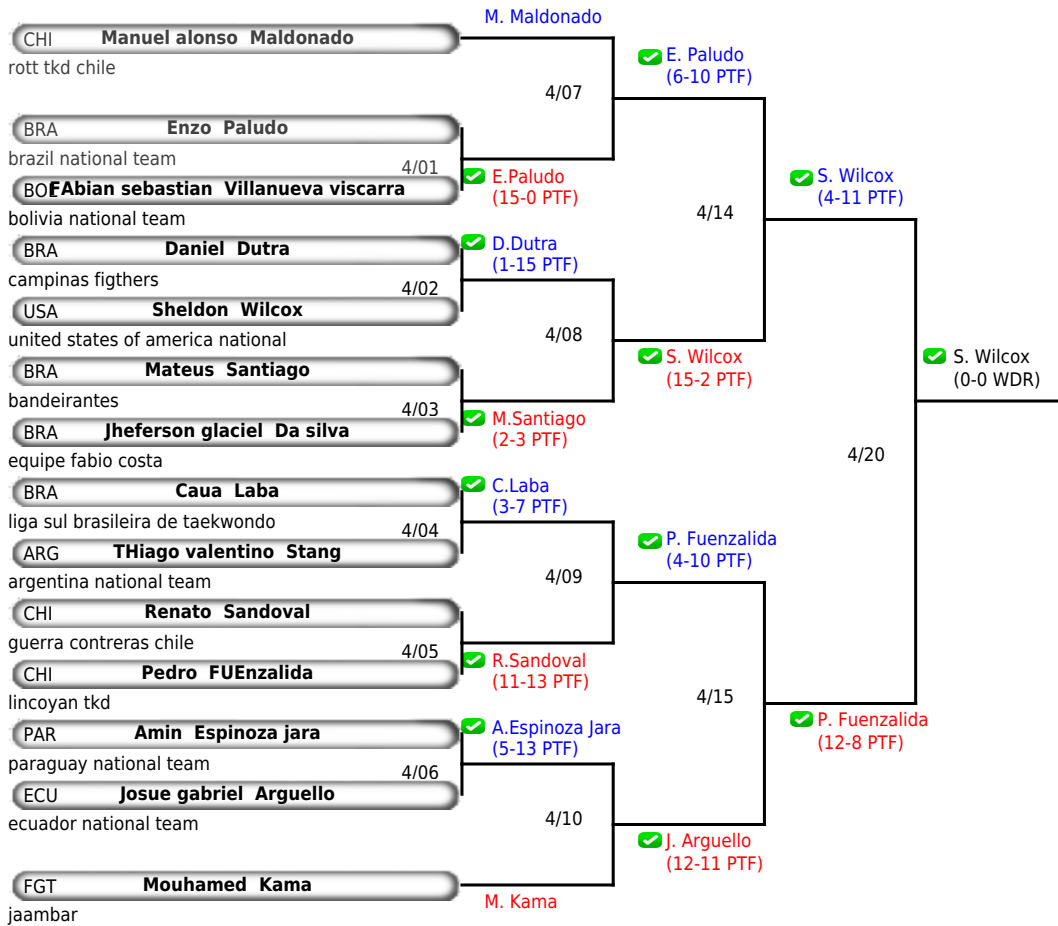 M. Maldonado
CHI Manuel alonso Maldonado
rott tkd chile
E. Paludo
(6-10 PTF)
4/07
BRA Enzo Paludo
brazil national team
4/01
E.Paludo
(15-0 PTF)
BOL FAbian sebastian Villanueva viscarra
bolivia national team
S. Wilcox
(4-11 PTF)
4/14
BRA Daniel Dutra
campinas figthers
D.Dutra
(1-15 PTF)
4/02
USA Sheldon Wilcox
united states of america national
4/08
S. Wilcox
(15-2 PTF)
S. Wilcox
(0-0 WDR)
BRA Mateus Santiago
bandeirantes
4/03
M.Santiago
(2-3 PTF)
BRA Jheferson glaciel Da silva
equipe fabio costa
4/20
BRA Caua Laba
liga sul brasileira de taekwondo
C.Laba
(3-7 PTF)
4/04
ARG THiago valentino Stang
argentina national team
P. Fuenzalida
(4-10 PTF)
4/09
CHI Renato Sandoval
guerra contreras chile
4/05
R.Sandoval
(11-13 PTF)
CHI Pedro FUEnzalida
lincoyan tkd
4/15
P. Fuenzalida
(12-8 PTF)
PAR Amin Espinoza jara
paraguay national team
A.Espinoza Jara
(5-13 PTF)
4/06
ECU Josue gabriel Arguello
ecuador national team
4/10
J. Arguello
(12-11 PTF)
FGT Mouhamed Kama
jaambar
M. Kama